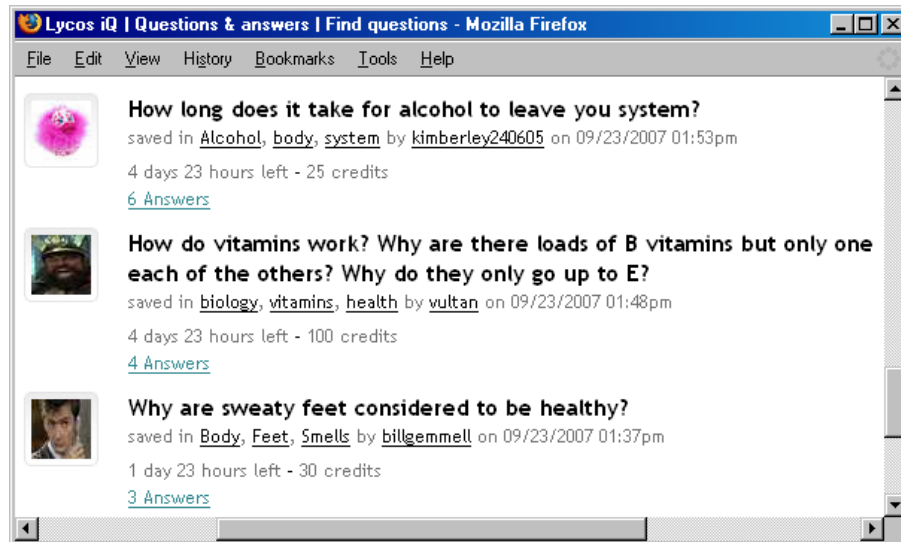 Lycos iQ | Questions & answers | Find questions - Mozilla Firefox
File Edit View History Bookmarks Tools Help
How long does it take for alcohol to leave you system?
saved in Alcohol, body, system by kimberley240605 on 09/23/2007 01:53pm
4 days 23 hours left - 25 credits
6 Answers
How do vitamins work? Why are there loads of B vitamins but only one
each of the others? Why do they only go up to E?
saved in biology, vitamins, health by vultan on 09/23/2007 01:48pm
4 days 23 hours left - 100 credits
4 Answers
Why are sweaty feet considered to be healthy?
saved in Body, Feet, Smells by billgemmell on 09/23/2007 01:37pm
1 day 23 hours left - 30 credits
3 Answers